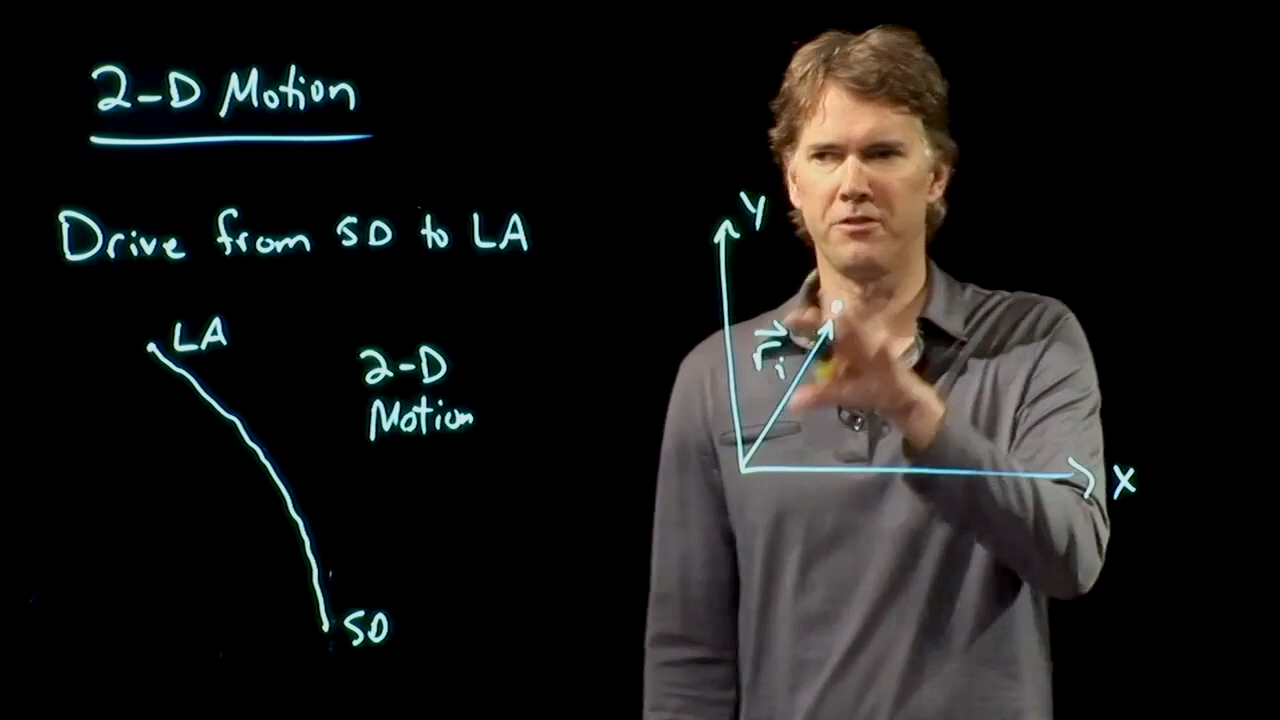 2-D Motion
Drive from SD to LA
LA
2-D
Motion
SD
y
r⃗ᵢ
x